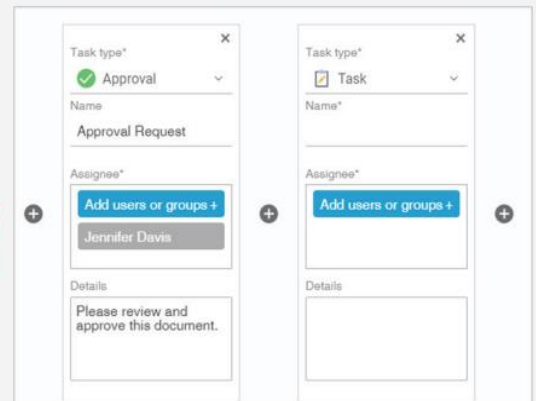 Task type*
Approval
Name
Approval Request
Assignee*
Add users or groups +
Jennifer Davis
Details
Please review and
approve this document.
Task type*
Task
Name*
Assignee*
Add users or groups +
Details